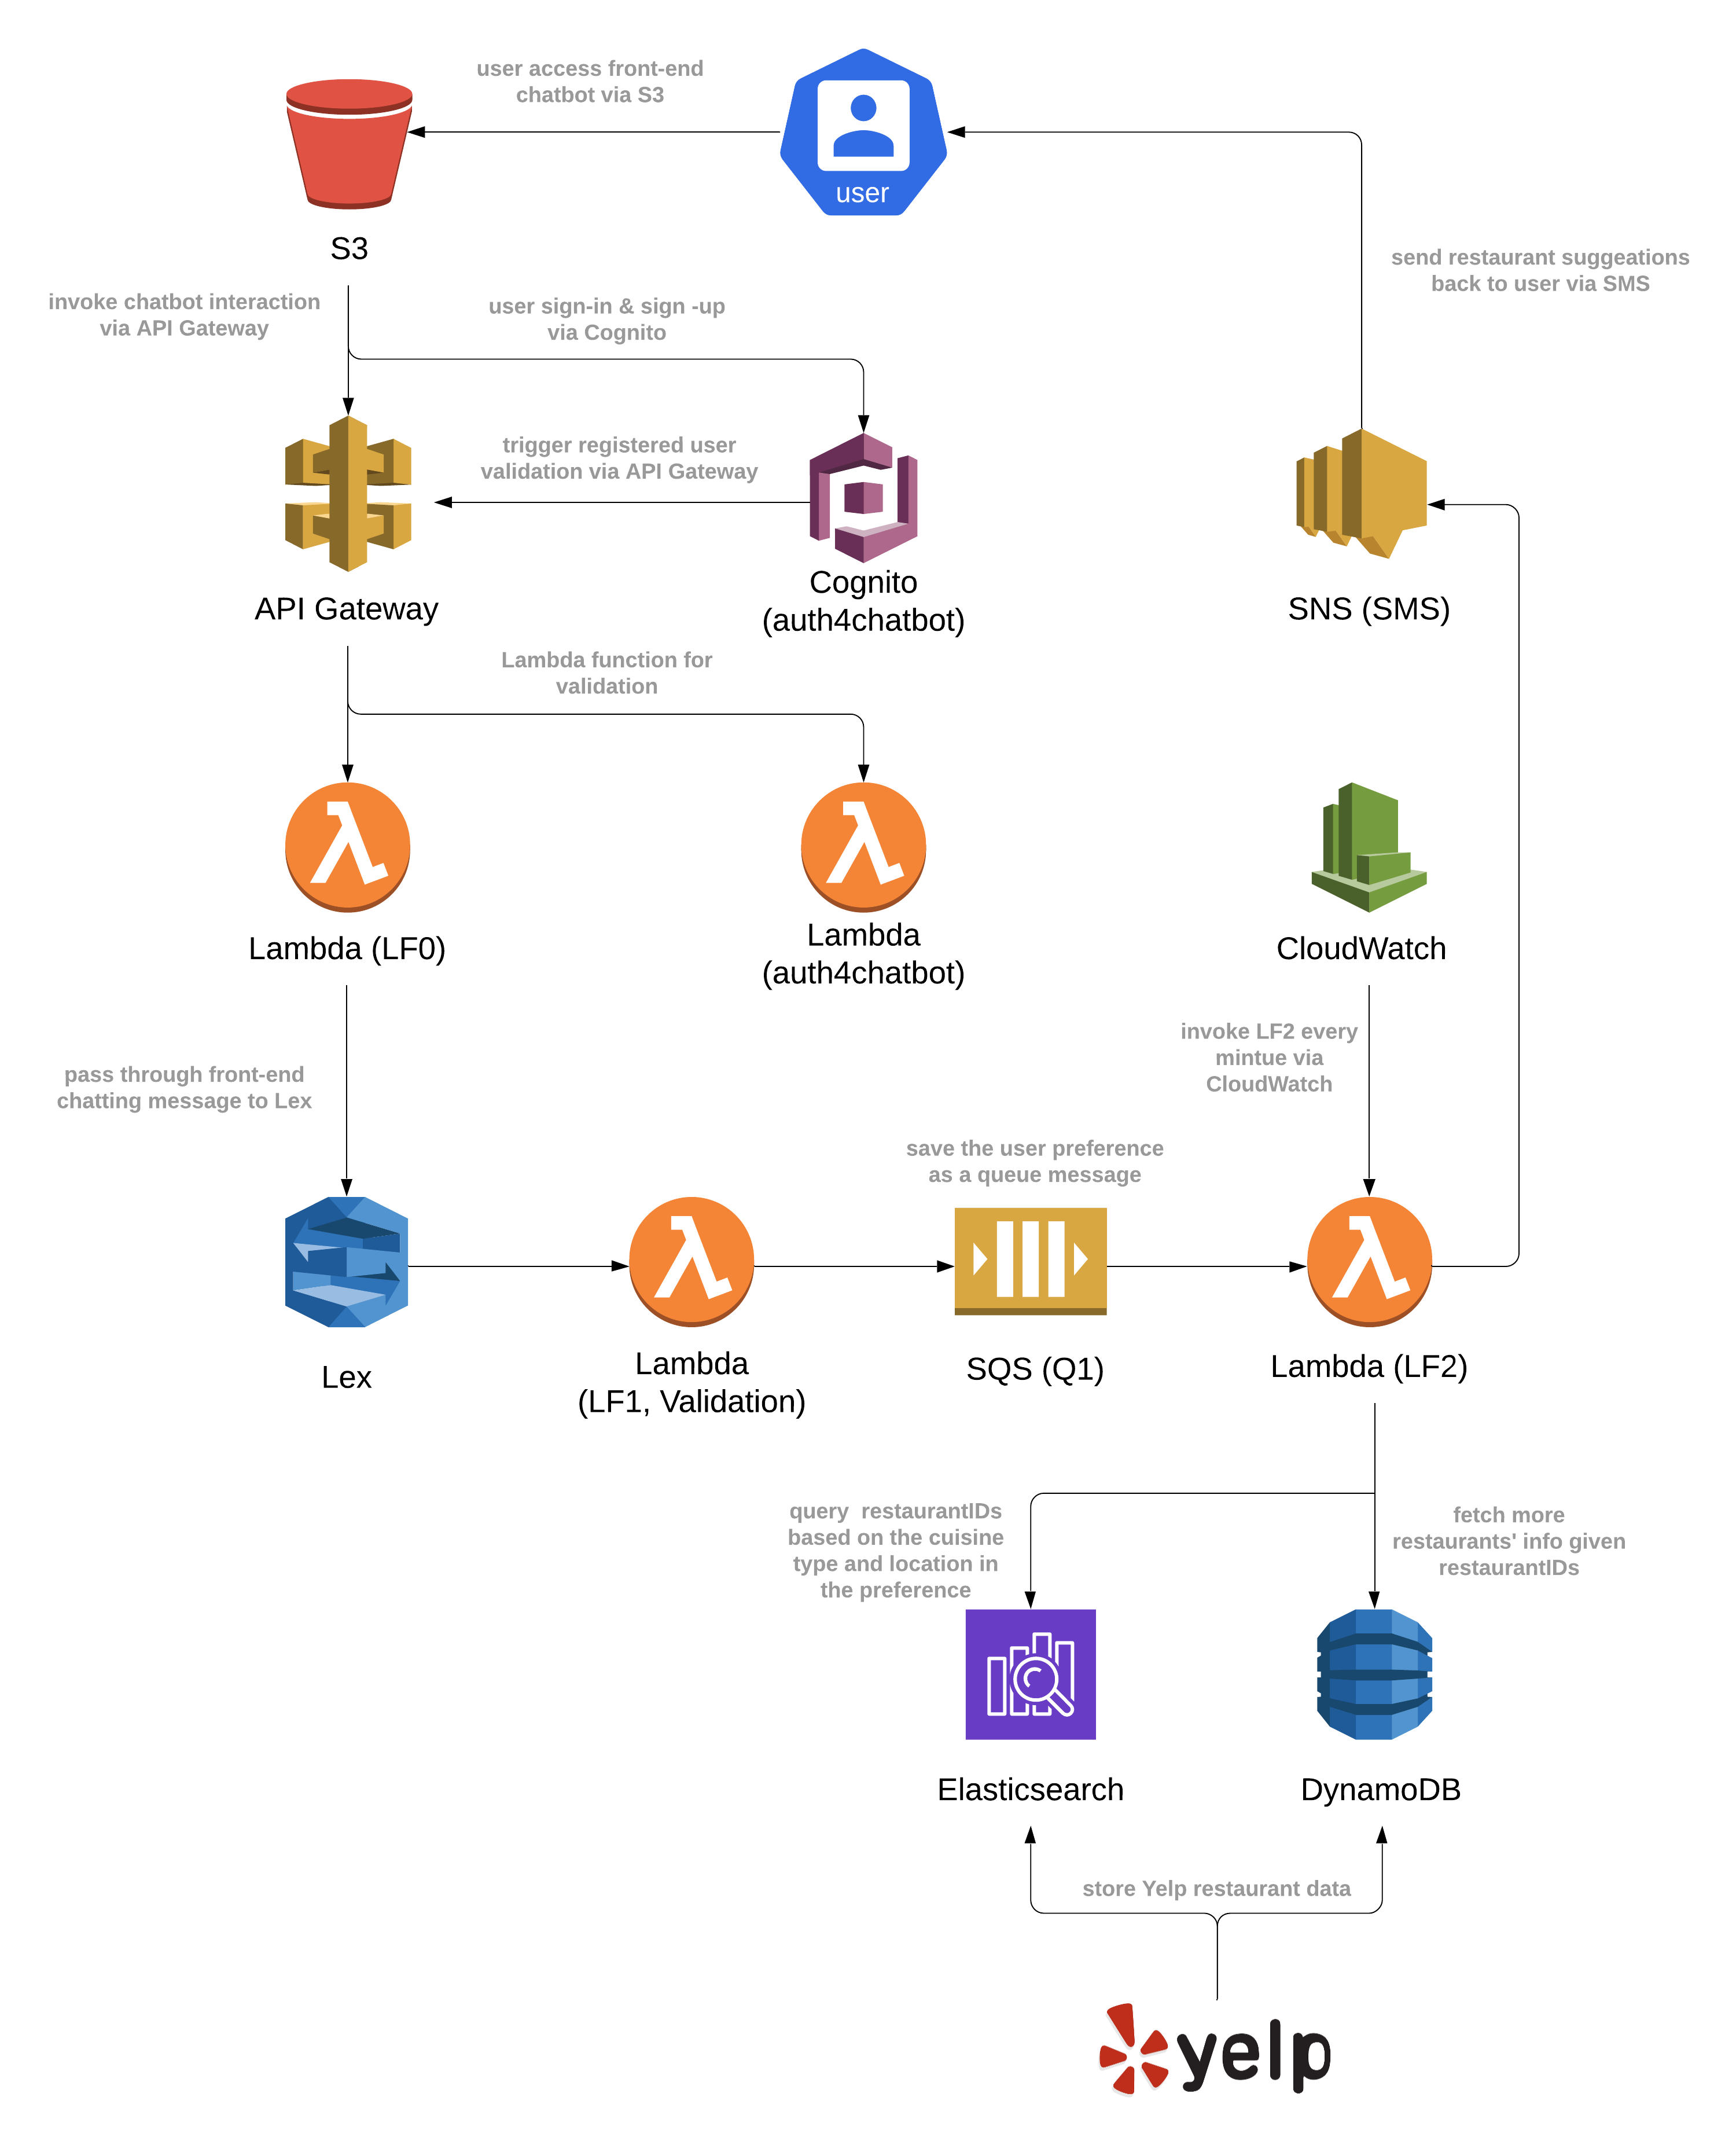 user access front-end
chatbot via S3
user
S3
send restaurant suggeations
back to user via SMS
invoke chatbot interaction
via API Gateway
user sign-in & sign -up
via Cognito
trigger registered user
validation via API Gateway
API Gateway
Cognito
(auth4chatbot)
SNS (SMS)
Lambda function for
validation
Lambda (LF0)
Lambda
(auth4chatbot)
CloudWatch
invoke LF2 every
mintue via
CloudWatch
pass through front-end
chatting message to Lex
save the user preference
as a queue message
Lex
Lambda
(LF1, Validation)
SQS (Q1)
Lambda (LF2)
query  restaurantIDs
based on the cuisine
type and location in
the preference
fetch more
restaurants' info given
restaurantIDs
Elasticsearch
DynamoDB
store Yelp restaurant data
yelp